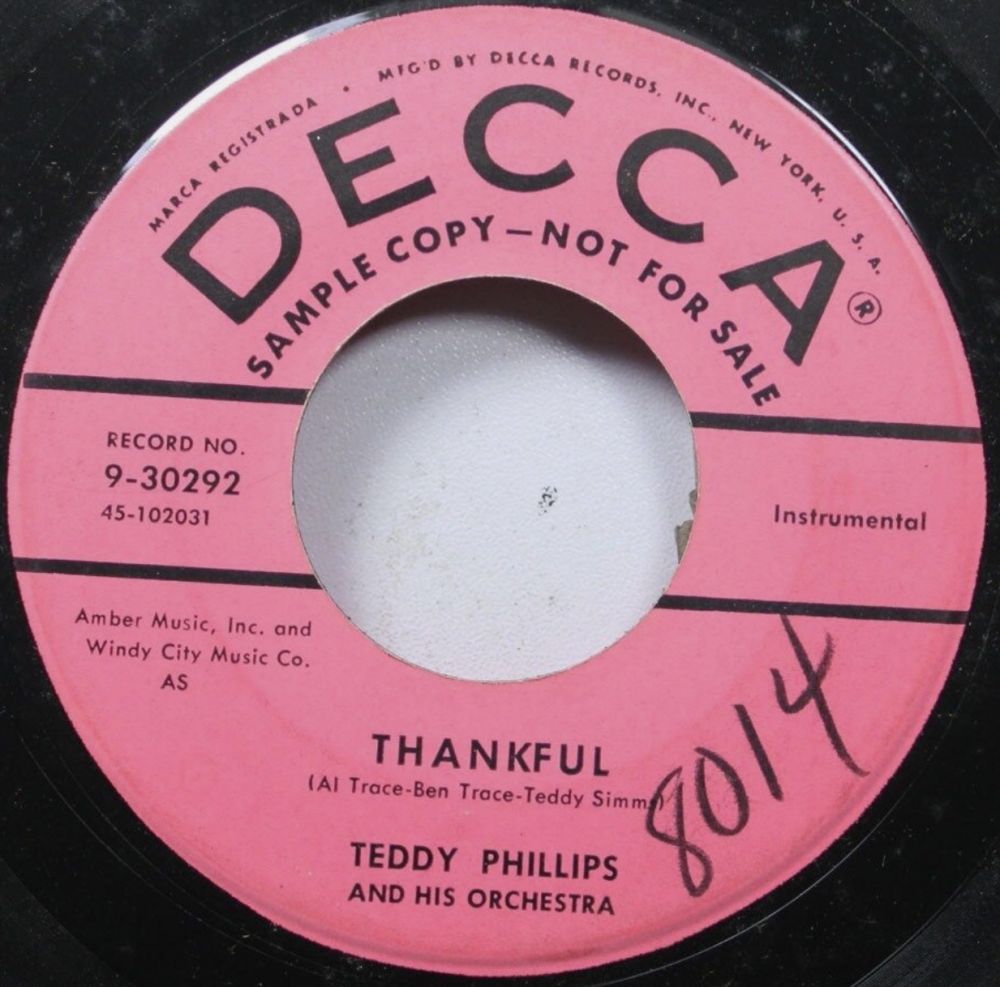 MARCA REGISTRADA • MFG'D BY DECCA RECORDS, INC., NEW YORK, U. S. A.
DECCA®
SAMPLE COPY—NOT FOR SALE
RECORD NO.
9-30292
45-102031
Instrumental
Amber Music, Inc. and
Windy City Music Co.
AS
THANKFUL
(Al Trace-Ben Trace-Teddy Simms)
8014
TEDDY PHILLIPS
AND HIS ORCHESTRA